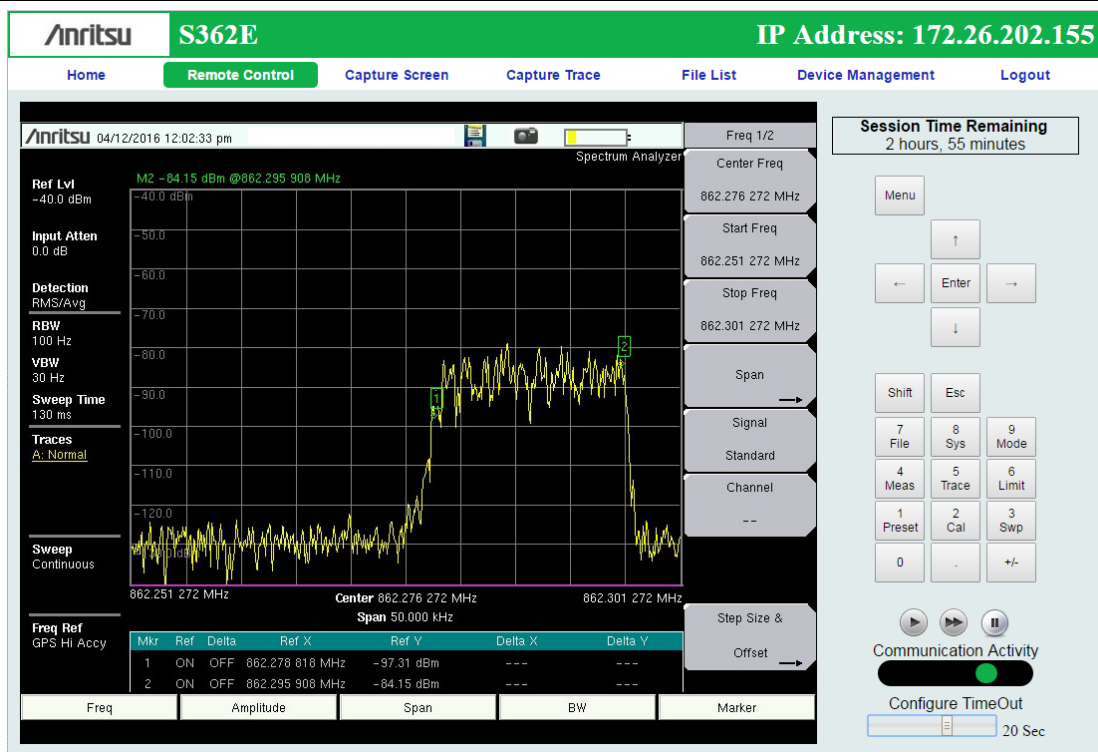 Anritsu S362E IP Address: 172.26.202.155
Home Remote Control Capture Screen Capture Trace File List Device Management Logout
Anritsu 04/12/2016 12:02:33 pm
Spectrum Analyzer
Ref Lvl
-40.0 dBm
Input Atten
0.0 dB
Detection
RMS/Avg
RBW
100 Hz
VBW
30 Hz
Sweep Time
130 ms
Traces
A: Normal
Sweep
Continuous
Freq Ref
GPS Hi Accy
M2 -84.15 dBm @862.295 908 MHz
-40.0 dBm
-50.0
-60.0
-70.0
-80.0
-90.0
-100.0
-110.0
-120.0
1
2
862.251 272 MHz Center 862.276 272 MHz 862.301 272 MHz
Span 50.000 kHz
Mkr Ref Delta Ref X Ref Y Delta X Delta Y
1 ON OFF 862.278 818 MHz -97.31 dBm --- ---
2 ON OFF 862.295 908 MHz -84.15 dBm --- ---
Freq 1/2
Center Freq
862.276 272 MHz
Start Freq
862.251 272 MHz
Stop Freq
862.301 272 MHz
Span
Signal
Standard
Channel
--
Step Size &
Offset
Freq Amplitude Span BW Marker
Session Time Remaining
2 hours, 55 minutes
Menu
↑
← Enter →
↓
Shift Esc
7 8 9
File Sys Mode
4 5 6
Meas Trace Limit
1 2 3
Preset Cal Swp
0 . +/-
Communication Activity
Configure TimeOut
20 Sec